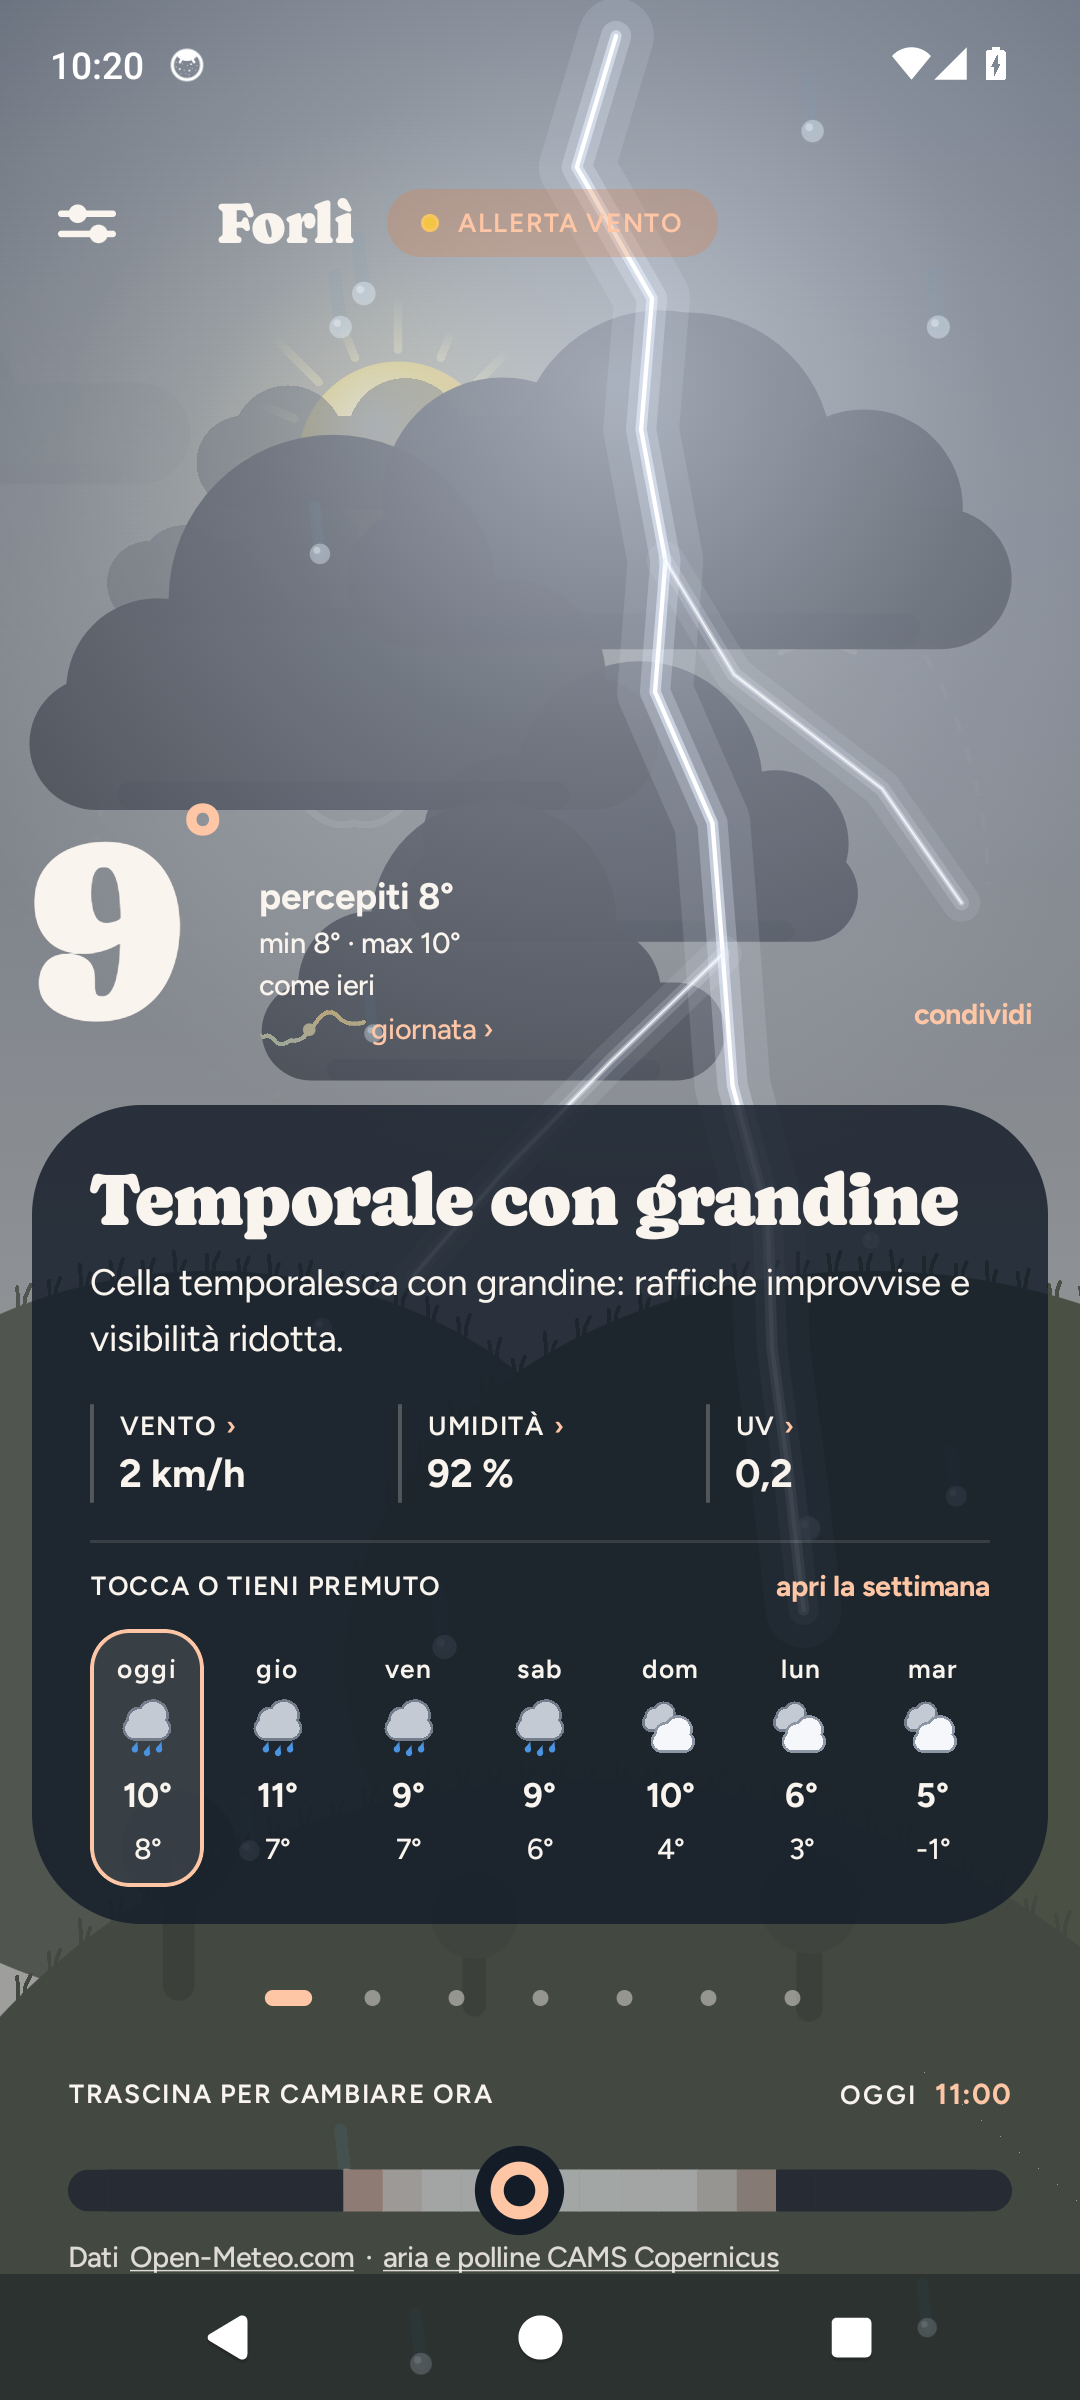 10:20
Forlì
ALLERTA VENTO
9°
percepiti 8°
min 8° · max 10°
come ieri
giornata ›
condividi
Temporale con grandine
Cella temporalesca con grandine: raffiche improvvise e
visibilità ridotta.
VENTO › UMIDITÀ › UV ›
2 km/h 92 % 0,2
TOCCA O TIENI PREMUTO apri la settimana
oggi gio ven sab dom lun mar
10° 11° 9° 9° 10° 6° 5°
8° 7° 7° 6° 4° 3° -1°
TRASCINA PER CAMBIARE ORA OGGI 11:00
Dati Open-Meteo.com · aria e polline CAMS Copernicus